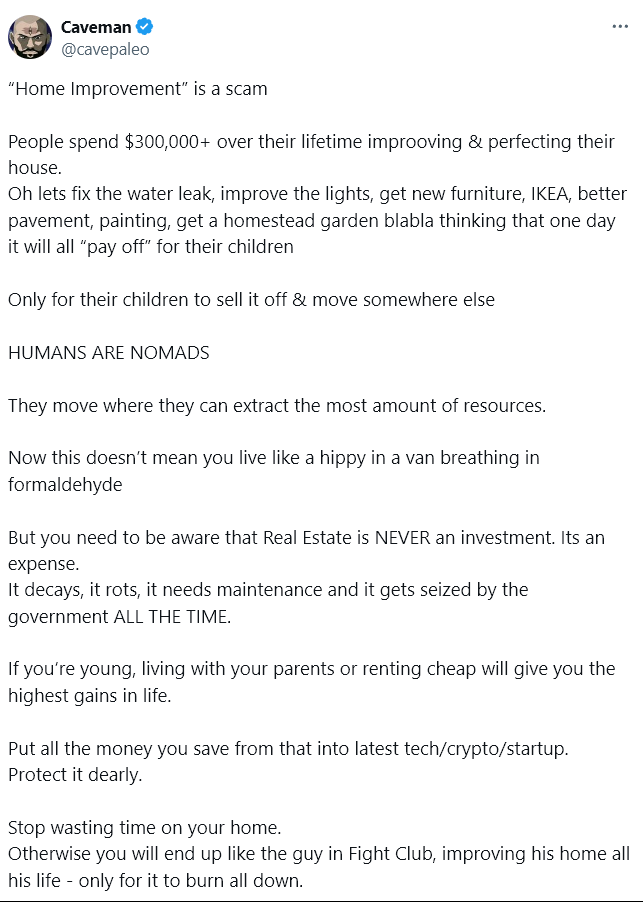 Caveman
@cavepaleo
“Home Improvement” is a scam
People spend $300,000+ over their lifetime improoving & perfecting their
house.
Oh lets fix the water leak, improve the lights, get new furniture, IKEA, better
pavement, painting, get a homestead garden blabla thinking that one day
it will all “pay off” for their children
Only for their children to sell it off & move somewhere else
HUMANS ARE NOMADS
They move where they can extract the most amount of resources.
Now this doesn’t mean you live like a hippy in a van breathing in
formaldehyde
But you need to be aware that Real Estate is NEVER an investment. Its an
expense.
It decays, it rots, it needs maintenance and it gets seized by the
government ALL THE TIME.
If you’re young, living with your parents or renting cheap will give you the
highest gains in life.
Put all the money you save from that into latest tech/crypto/startup.
Protect it dearly.
Stop wasting time on your home.
Otherwise you will end up like the guy in Fight Club, improving his home all
his life - only for it to burn all down.